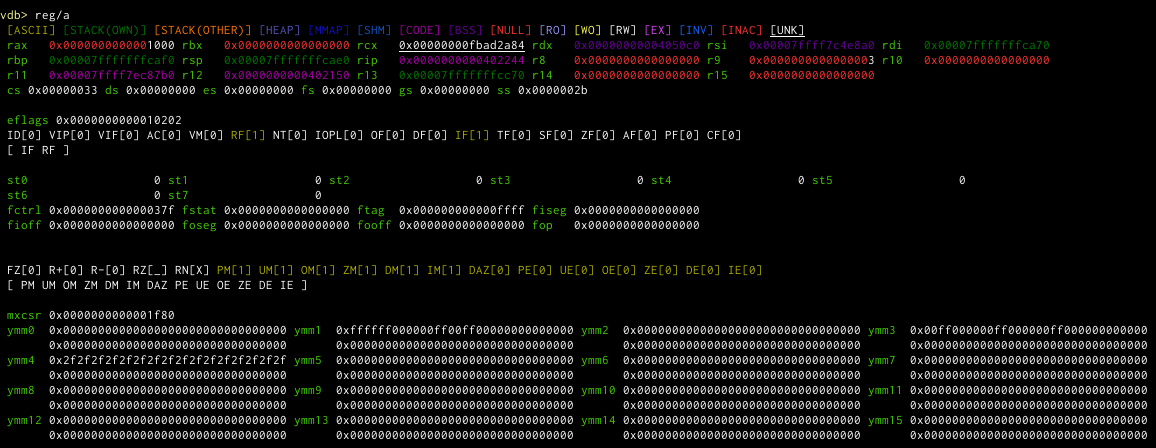 vdb> reg/a
[ASCII] [STACK(OWN)] [STACK(OTHER)] [HEAP] [MMAP] [SHM] [CODE] [BSS] [NULL] [RO] [WO] [RW] [EX] [INV] [INAC] [UNK]
rax 0x0000000000001000 rbx 0x0000000000000000 rcx 0x00000000fbad2a84 rdx 0x00000000004050c0 rsi 0x00007ffff7c4e8a0 rdi 0x00007fffffffca70
rbp 0x00007fffffffcaf0 rsp 0x00007fffffffcae0 rip 0x0000000000402244 r8 0x0000000000000000 r9 0x0000000000000003 r10 0x0000000000000000
r11 0x00007ffff7ec87b0 r12 0x0000000000402150 r13 0x00007fffffffcc70 r14 0x0000000000000000 r15 0x0000000000000000
cs 0x00000033 ds 0x00000000 es 0x00000000 fs 0x00000000 gs 0x00000000 ss 0x0000002b
eflags 0x0000000000010202
ID[0] VIP[0] VIF[0] AC[0] VM[0] RF[1] NT[0] IOPL[0] OF[0] DF[0] IF[1] TF[0] SF[0] ZF[0] AF[0] PF[0] CF[0]
[ IF RF ]
st0 0 st1 0 st2 0 st3 0 st4 0 st5 0
st6 0 st7 0
fctrl 0x000000000000037f fstat 0x0000000000000000 ftag 0x000000000000ffff fiseg 0x0000000000000000
fioff 0x0000000000000000 foseg 0x0000000000000000 fooff 0x0000000000000000 fop 0x0000000000000000
FZ[0] R+[0] R-[0] RZ[_] RN[X] PM[1] UM[1] OM[1] ZM[1] DM[1] IM[1] DAZ[0] PE[0] UE[0] OE[0] ZE[0] DE[0] IE[0]
[ PM UM OM ZM DM IM DAZ PE UE OE ZE DE IE ]
mxcsr 0x0000000000001f80
ymm0 0x00000000000000000000000000000000 ymm1 0xffffff000000ff00ff00000000000000 ymm2 0x00000000000000000000000000000000 ymm3 0x00ff000000ff000000ff000000000000
0x00000000000000000000000000000000 0x00000000000000000000000000000000 0x00000000000000000000000000000000 0x00000000000000000000000000000000
ymm4 0x2f2f2f2f2f2f2f2f2f2f2f2f2f2f2f2f ymm5 0x00000000000000000000000000000000 ymm6 0x00000000000000000000000000000000 ymm7 0x00000000000000000000000000000000
0x00000000000000000000000000000000 0x00000000000000000000000000000000 0x00000000000000000000000000000000 0x00000000000000000000000000000000
ymm8 0x00000000000000000000000000000000 ymm9 0x00000000000000000000000000000000 ymm10 0x00000000000000000000000000000000 ymm11 0x00000000000000000000000000000000
0x00000000000000000000000000000000 0x00000000000000000000000000000000 0x00000000000000000000000000000000 0x00000000000000000000000000000000
ymm12 0x00000000000000000000000000000000 ymm13 0x00000000000000000000000000000000 ymm14 0x00000000000000000000000000000000 ymm15 0x00000000000000000000000000000000
0x00000000000000000000000000000000 0x00000000000000000000000000000000 0x00000000000000000000000000000000 0x00000000000000000000000000000000